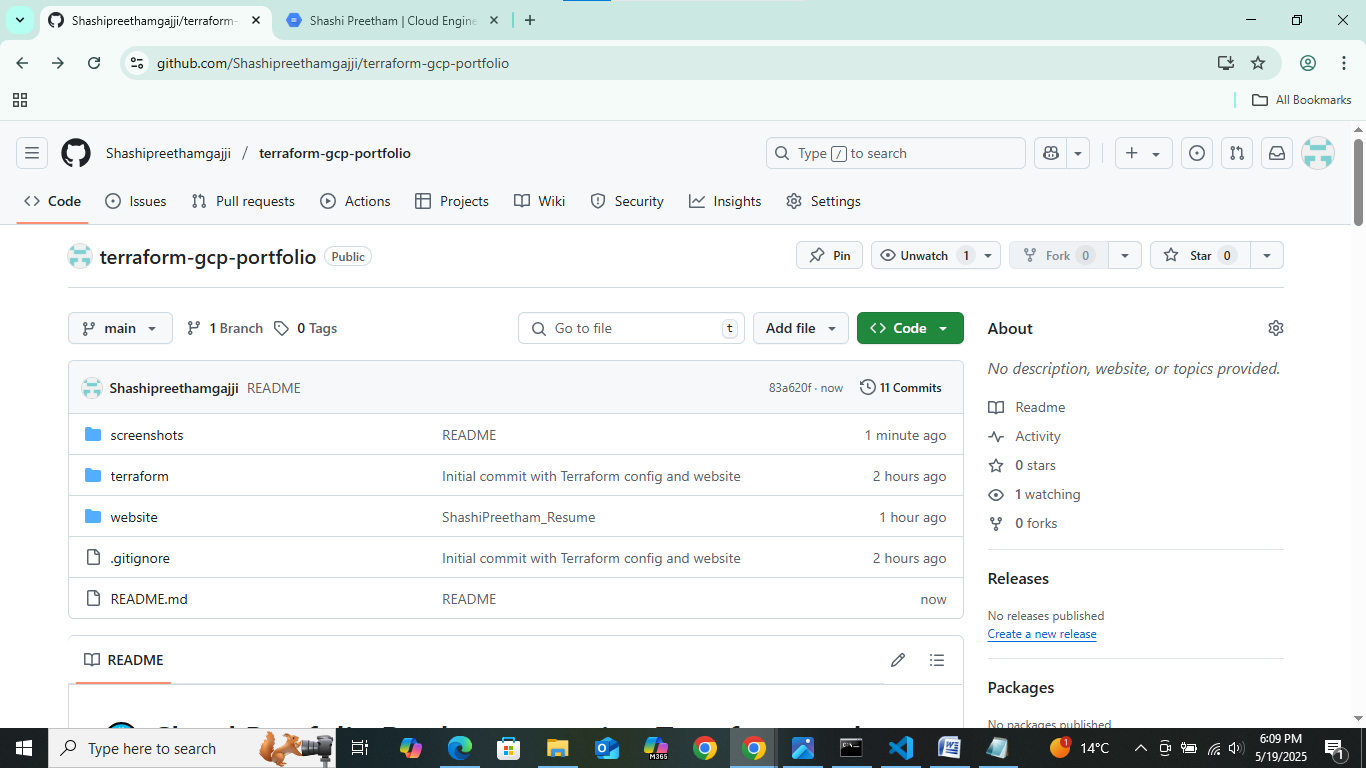 Shashipreethamgajji/terraform-
Shashi Preetham | Cloud Engine
github.com/Shashipreethamgajji/terraform-gcp-portfolio
All Bookmarks
Shashipreethamgajji / terraform-gcp-portfolio
Type / to search
Code
Issues
Pull requests
Actions
Projects
Wiki
Security
Insights
Settings
terraform-gcp-portfolio
Public
Pin
Unwatch 1
Fork 0
Star 0
main
1 Branch
0 Tags
Go to file
t
Add file
Code
Shashipreethamgajji README
83a620f · now
11 Commits
screenshots README 1 minute ago
terraform Initial commit with Terraform config and website 2 hours ago
website ShashiPreetham_Resume 1 hour ago
.gitignore Initial commit with Terraform config and website 2 hours ago
README.md README now
README
About
No description, website, or topics provided.
Readme
Activity
0 stars
1 watching
0 forks
Releases
No releases published
Create a new release
Packages
No packages published
Type here to search
M365
1
14°C
6:09 PM
5/19/2025
1